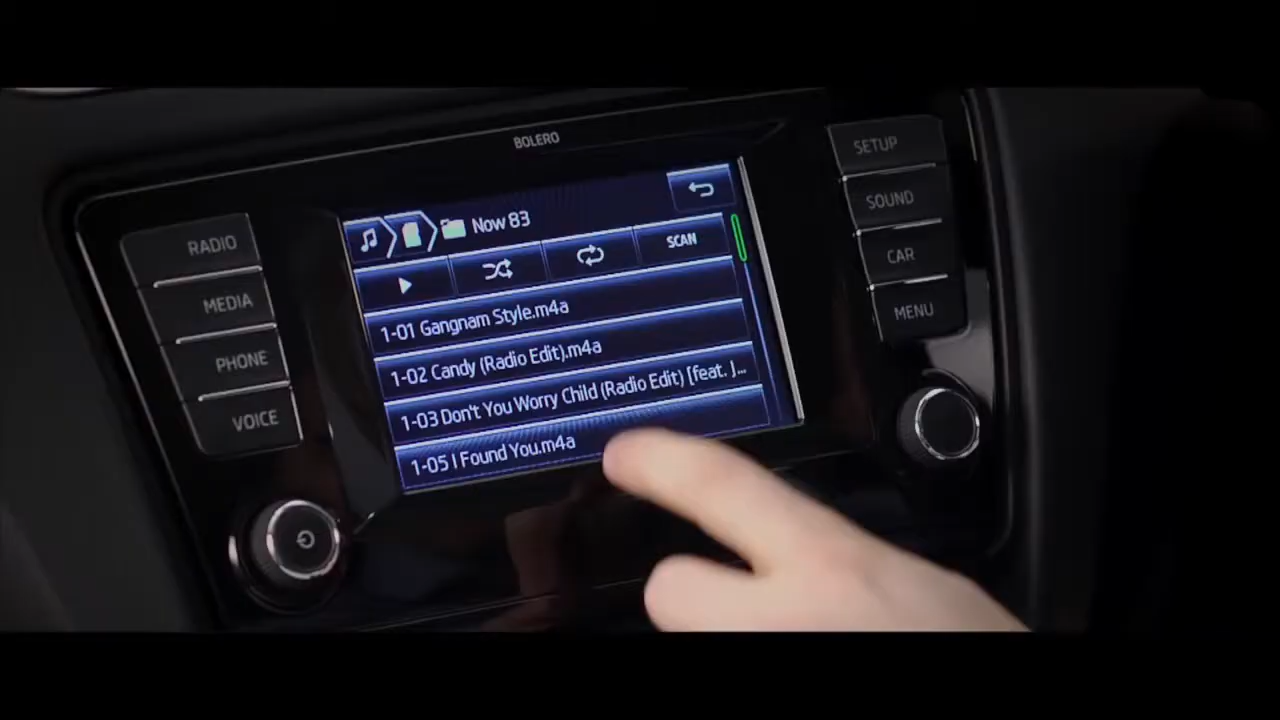 BOLERO
RADIO
MEDIA
PHONE
VOICE
Now 83
SCAN
1-01 Gangnam Style.m4a
1-02 Candy (Radio Edit).m4a
1-03 Don't You Worry Child (Radio Edit) [feat. J...
1-05 I Found You.m4a
SETUP
SOUND
CAR
MENU